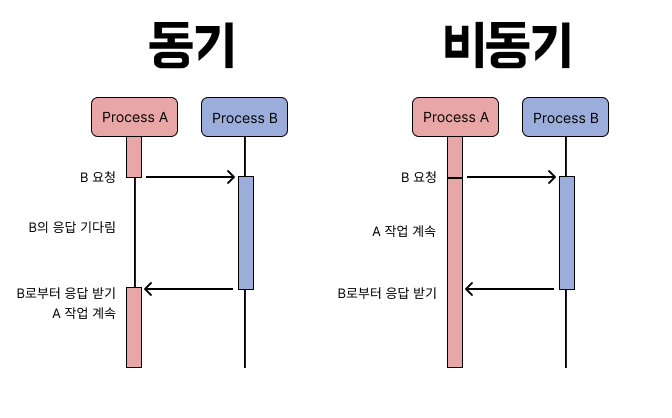 동기
Process A
Process B
B 요청
B의 응답 기다림
B로부터 응답 받기
A 작업 계속
비동기
Process A
Process B
B 요청
A 작업 계속
B로부터 응답 받기